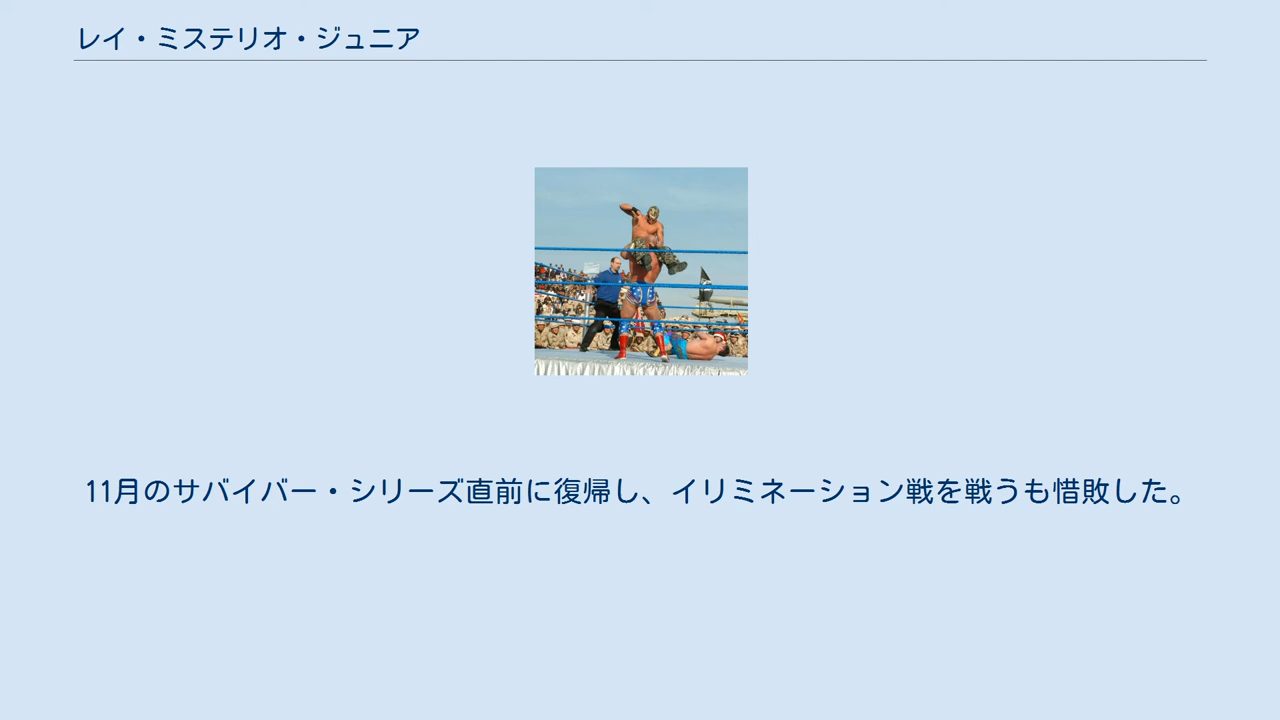 レイ・ミステリオ・ジュニア
11月のサバイバー・シリーズ直前に復帰し、イリミネーション戦を戦うも惜敗した。